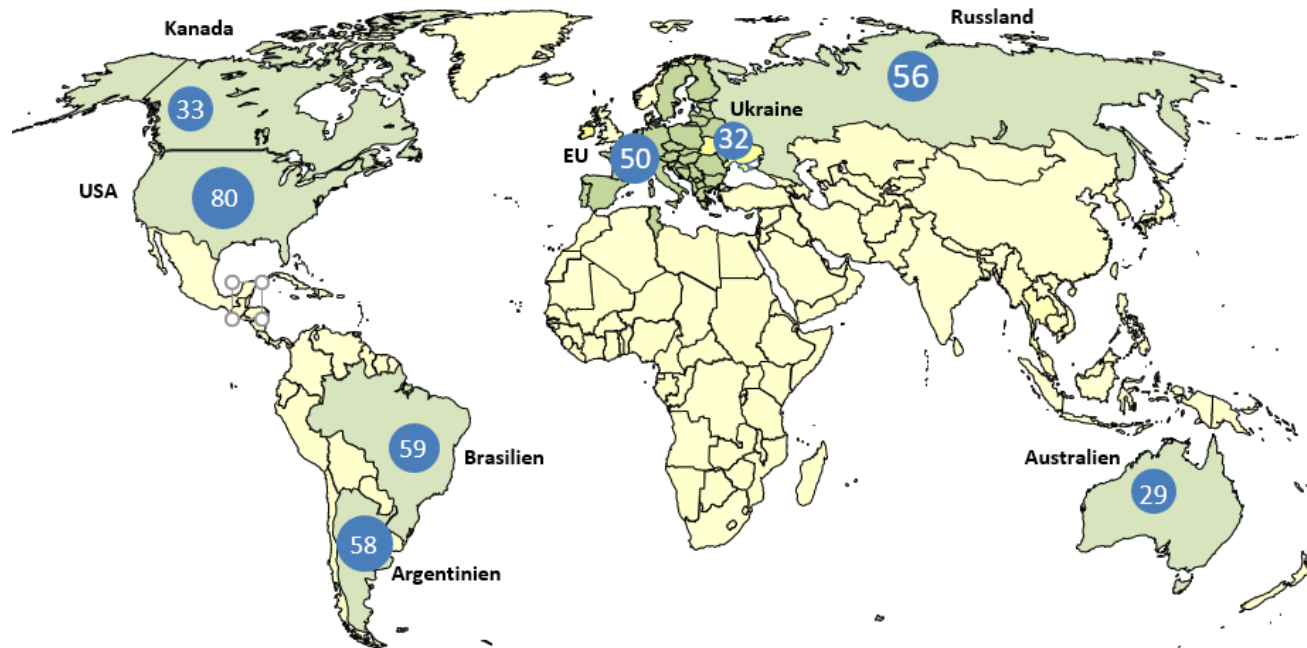 Kanada
Russland
56
33
Ukraine
32
EU
50
USA
80
59
Brasilien
Australien
29
58
Argentinien